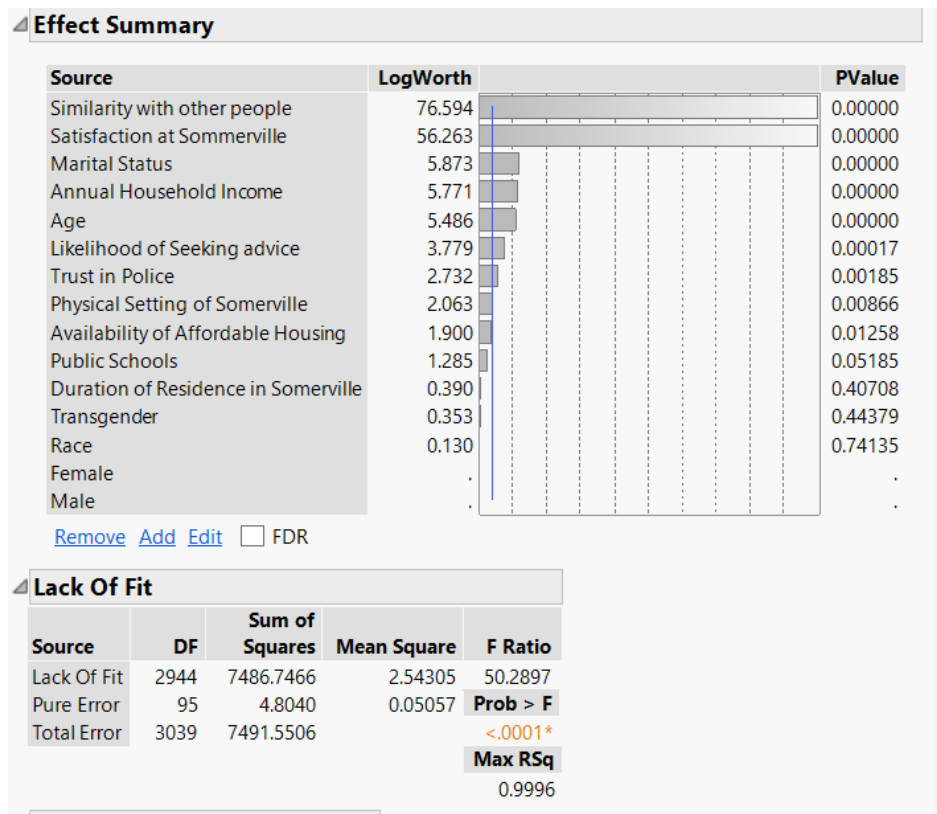 Effect Summary
Source LogWorth PValue
Similarity with other people 76.594 0.00000
Satisfaction at Sommerville 56.263 0.00000
Marital Status 5.873 0.00000
Annual Household Income 5.771 0.00000
Age 5.486 0.00000
Likelihood of Seeking advice 3.779 0.00017
Trust in Police 2.732 0.00185
Physical Setting of Somerville 2.063 0.00866
Availability of Affordable Housing 1.900 0.01258
Public Schools 1.285 0.05185
Duration of Residence in Somerville 0.390 0.40708
Transgender 0.353 0.44379
Race 0.130 0.74135
Female . .
Male . .
Remove Add Edit FDR
Lack Of Fit
Sum of
Source DF Squares Mean Square F Ratio
Lack Of Fit 2944 7486.7466 2.54305 50.2897
Pure Error 95 4.8040 0.05057 Prob > F
Total Error 3039 7491.5506 <.0001*
Max RSq
0.9996